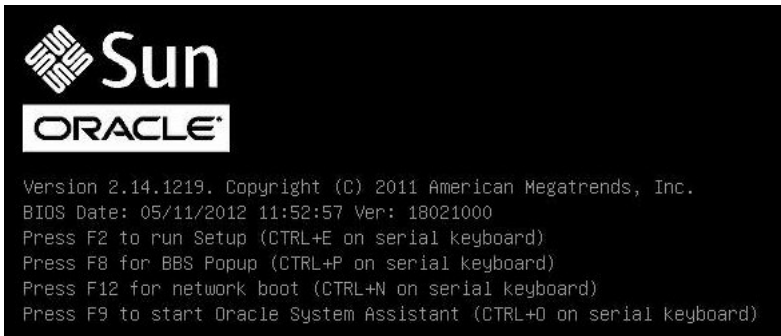 Sun
ORACLE
Version 2.14.1219. Copyright (C) 2011 American Megatrends, Inc.
BIOS Date: 05/11/2012 11:52:57 Ver: 18021000
Press F2 to run Setup (CTRL+E on serial keyboard)
Press F8 for BBS Popup (CTRL+P on serial keyboard)
Press F12 for network boot (CTRL+N on serial keyboard)
Press F9 to start Oracle System Assistant (CTRL+O on serial keyboard)